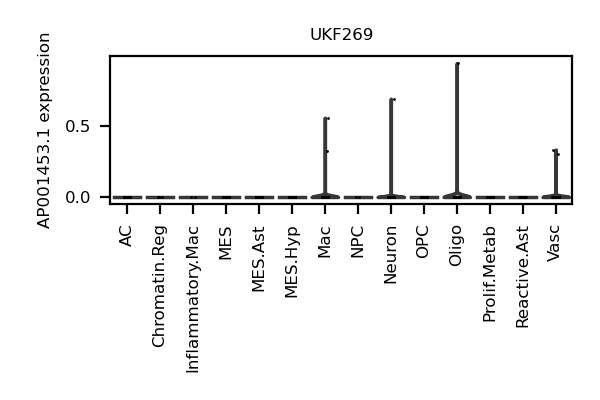 UKF269
AP001453.1 expression
0.5
0.0
AC
Chromatin.Reg
Inflammatory.Mac
MES
MES.Ast
MES.Hyp
Mac
NPC
Neuron
OPC
Oligo
Prolif.Metab
Reactive.Ast
Vasc